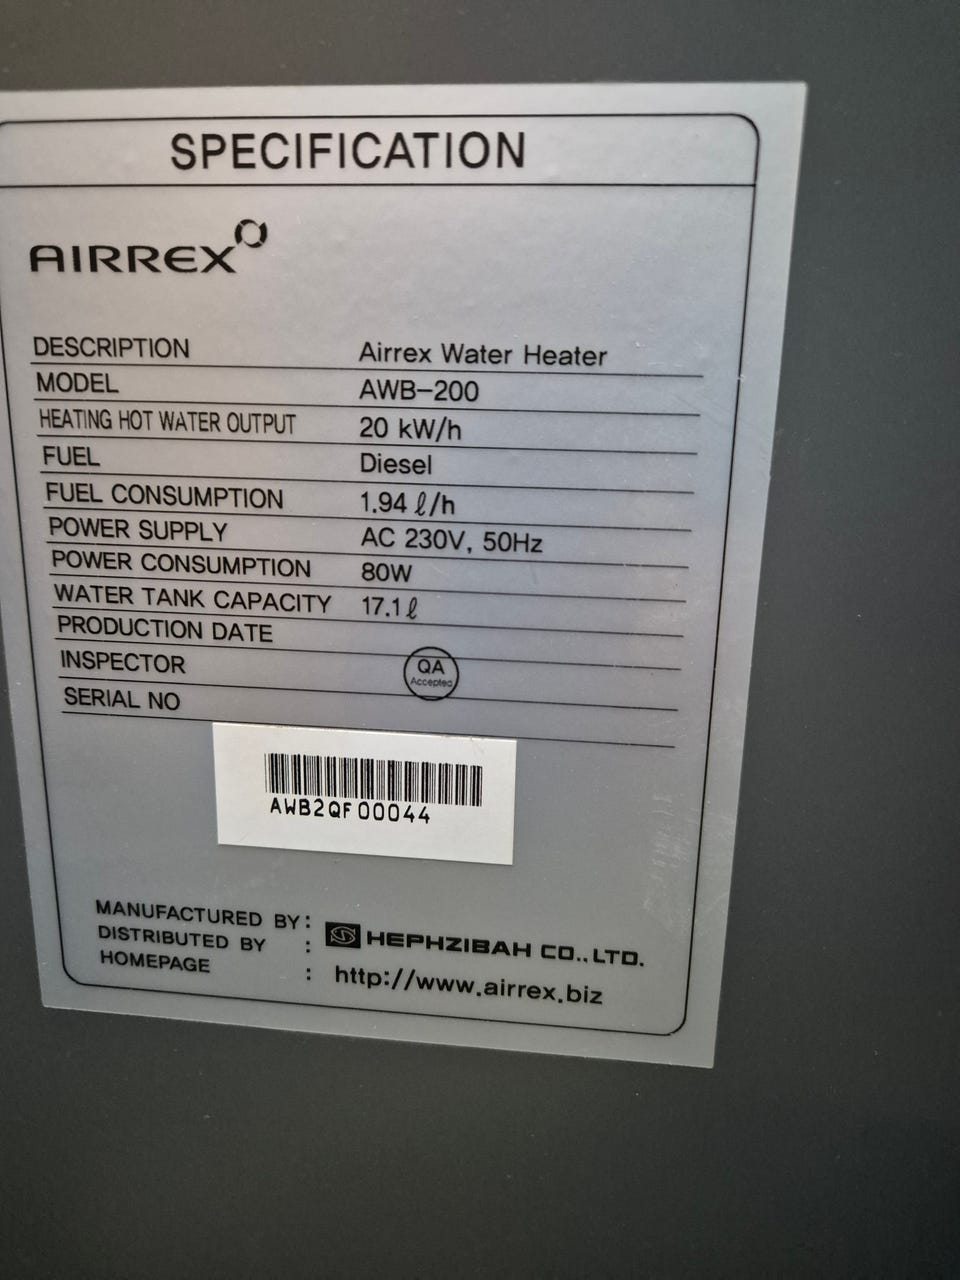 SPECIFICATION
AIRREX
DESCRIPTION Airrex Water Heater
MODEL AWB-200
HEATING HOT WATER OUTPUT 20 kW/h
FUEL Diesel
FUEL CONSUMPTION 1.94 ℓ/h
POWER SUPPLY AC 230V, 50Hz
POWER CONSUMPTION 80W
WATER TANK CAPACITY 17.1 ℓ
PRODUCTION DATE
INSPECTOR QA Accepted
SERIAL NO
AWB2QF00044
MANUFACTURED BY : HEPHZIBAH CO.,LTD.
DISTRIBUTED BY :
HOMEPAGE : http://www.airrex.biz